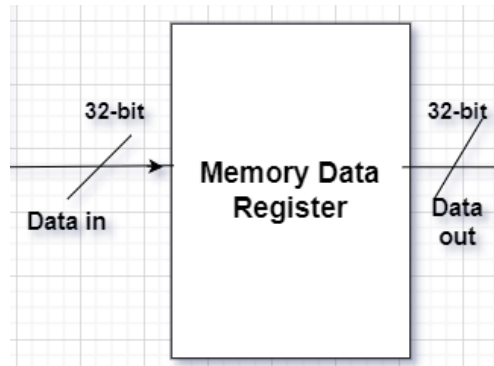 32-bit
Data in
Memory Data
Register
32-bit
Data
out